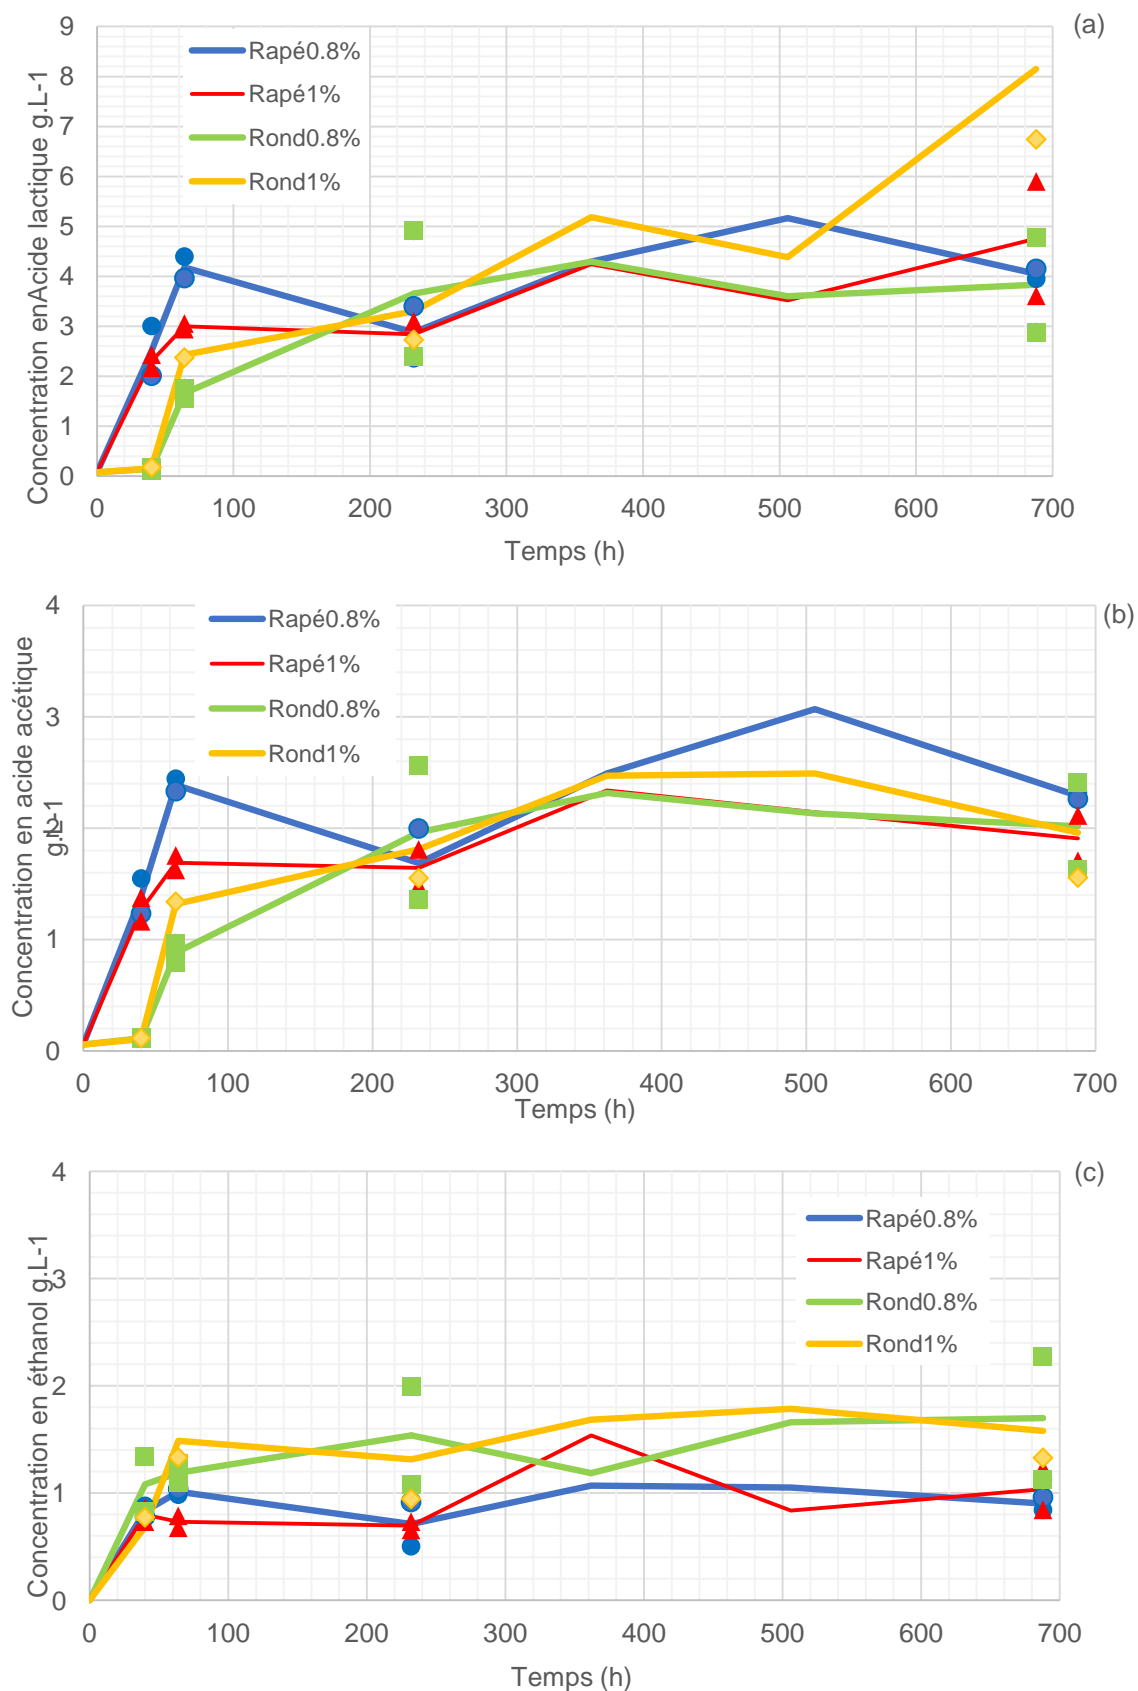 (a)
Concentration enAcide lactique g.L-1
9
8
7
6
5
4
3
2
1
0
Rapé0.8%
Rapé1%
Rond0.8%
Rond1%
0 100 200 300 400 500 600 700
Temps (h)
(b)
Concentration en acide acétique
g.L-1
4
3
2
1
0
Rapé0.8%
Rapé1%
Rond0.8%
Rond1%
0 100 200 300 400 500 600 700
Temps (h)
(c)
Concentration en éthanol g.L-1
4
3
2
1
0
Rapé0.8%
Rapé1%
Rond0.8%
Rond1%
0 100 200 300 400 500 600 700
Temps (h)